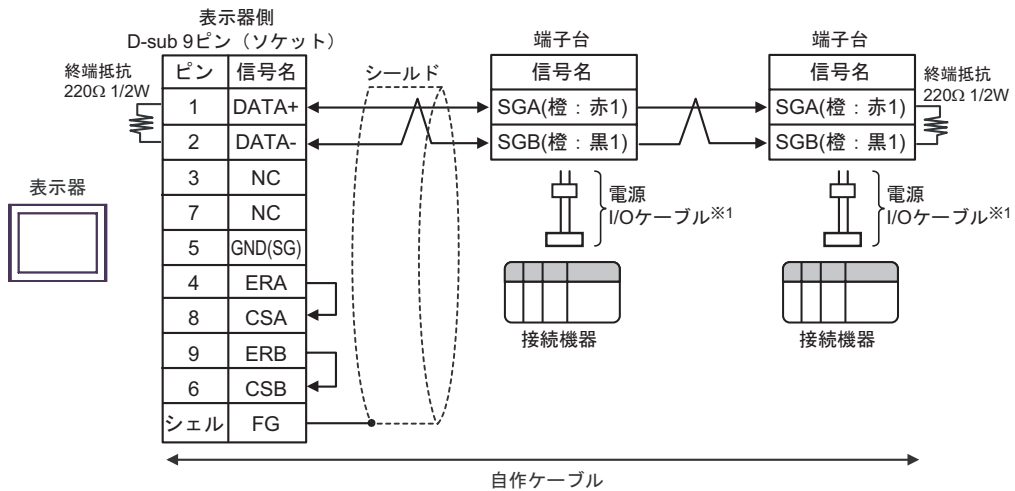 表示器側
D-sub 9ピン（ソケット）
終端抵抗
220Ω 1/2W
ピン 信号名
1 DATA+
2 DATA-
3 NC
7 NC
5 GND(SG)
4 ERA
8 CSA
9 ERB
6 CSB
シェル FG
シールド
表示器
端子台
信号名
SGA(橙：赤1)
SGB(橙：黒1)
電源
I/Oケーブル※1
接続機器
端子台
信号名
SGA(橙：赤1)
SGB(橙：黒1)
終端抵抗
220Ω 1/2W
電源
I/Oケーブル※1
接続機器
自作ケーブル